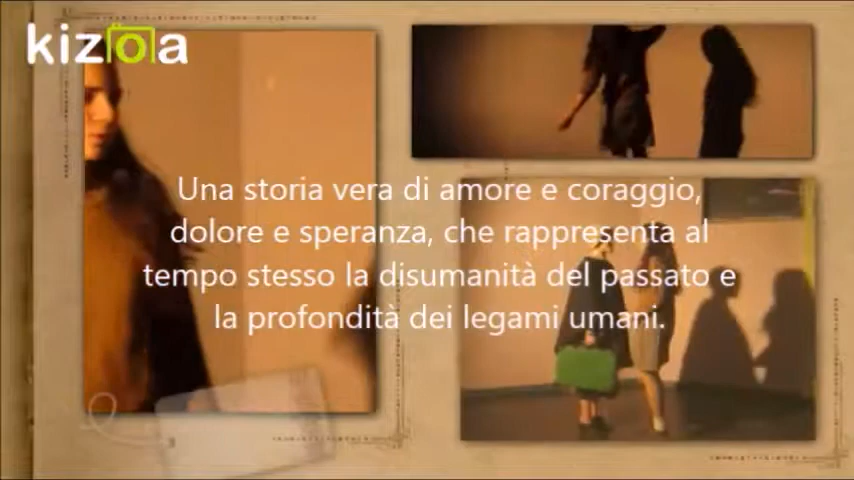 kizoa
Una storia vera di amore e coraggio,
dolore e speranza, che rappresenta al
tempo stesso la disumanità del passato e
la profondità dei legami umani.